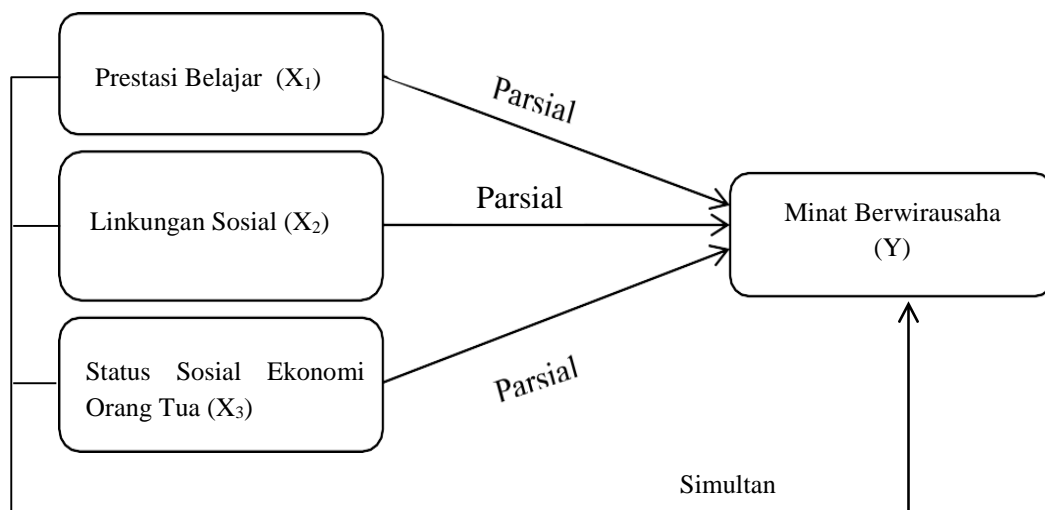 Prestasi Belajar (X₁)
Parsial
Linkungan Sosial (X₂)
Parsial
Minat Berwirausaha
(Y)
Status Sosial Ekonomi
Orang Tua (X₃)
Parsial
Simultan